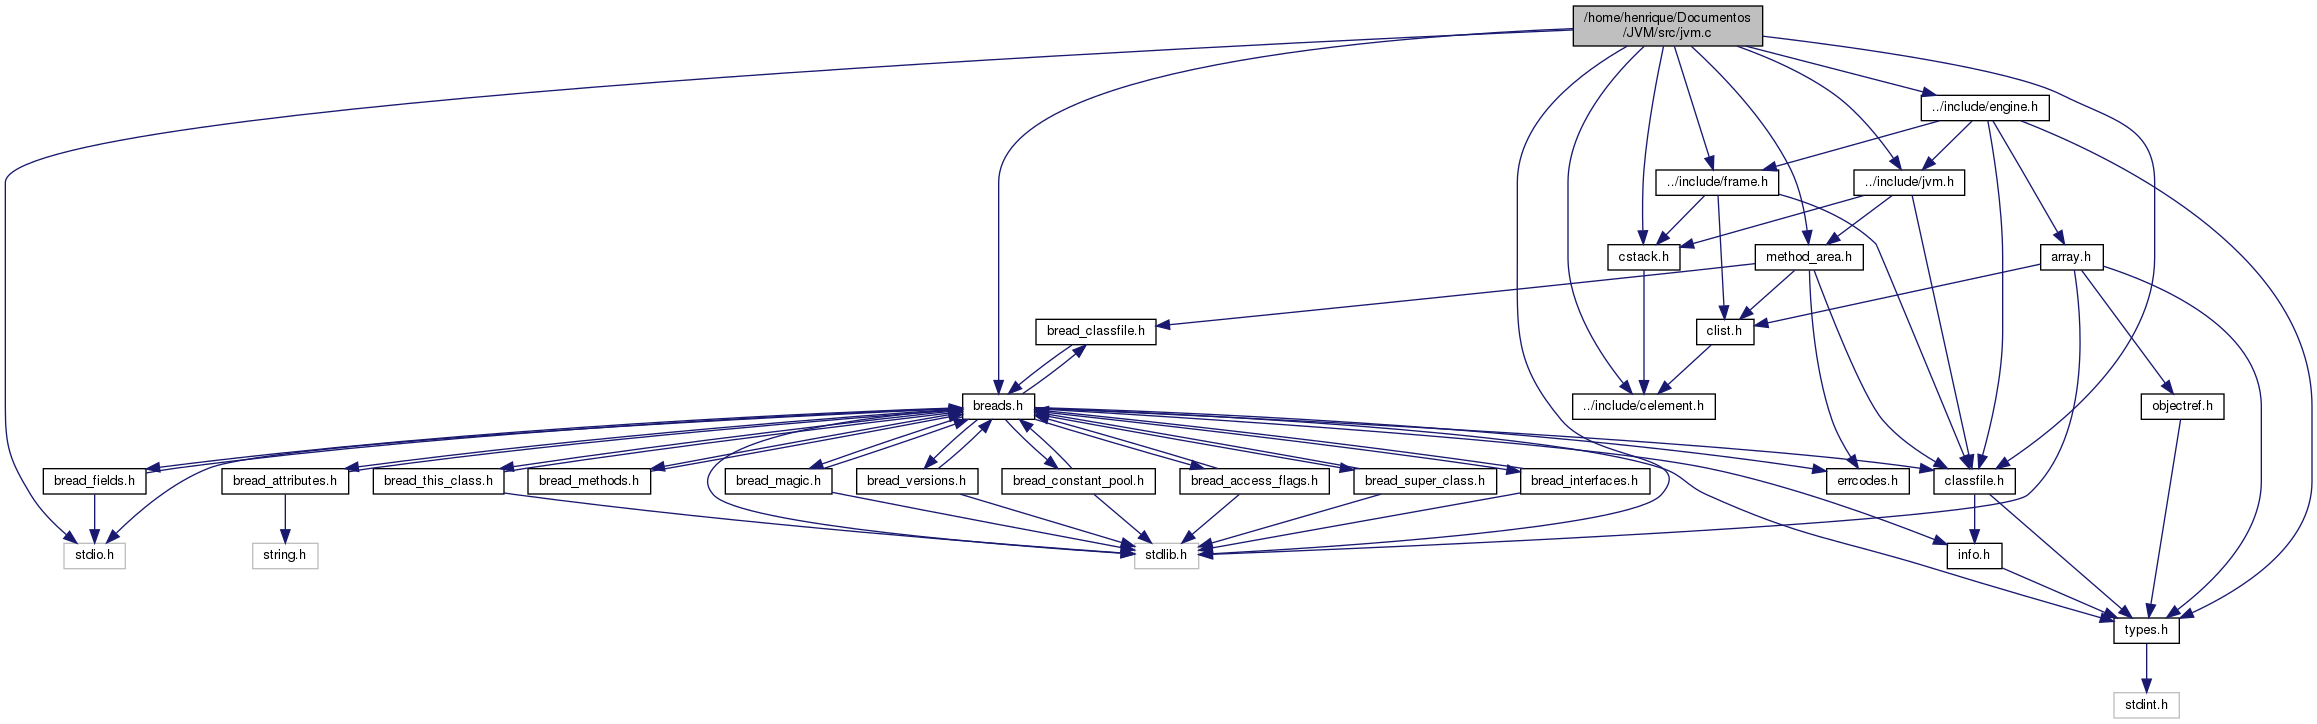 /home/henrique/Documentos
/JVM/src/jvm.c
../include/engine.h
../include/frame.h
../include/jvm.h
cstack.h
method_area.h
array.h
bread_classfile.h
clist.h
breads.h
../include/celement.h
objectref.h
bread_fields.h
bread_attributes.h
bread_this_class.h
bread_methods.h
bread_magic.h
bread_versions.h
bread_constant_pool.h
bread_access_flags.h
bread_super_class.h
bread_interfaces.h
errcodes.h
classfile.h
stdio.h
string.h
stdlib.h
info.h
types.h
stdint.h